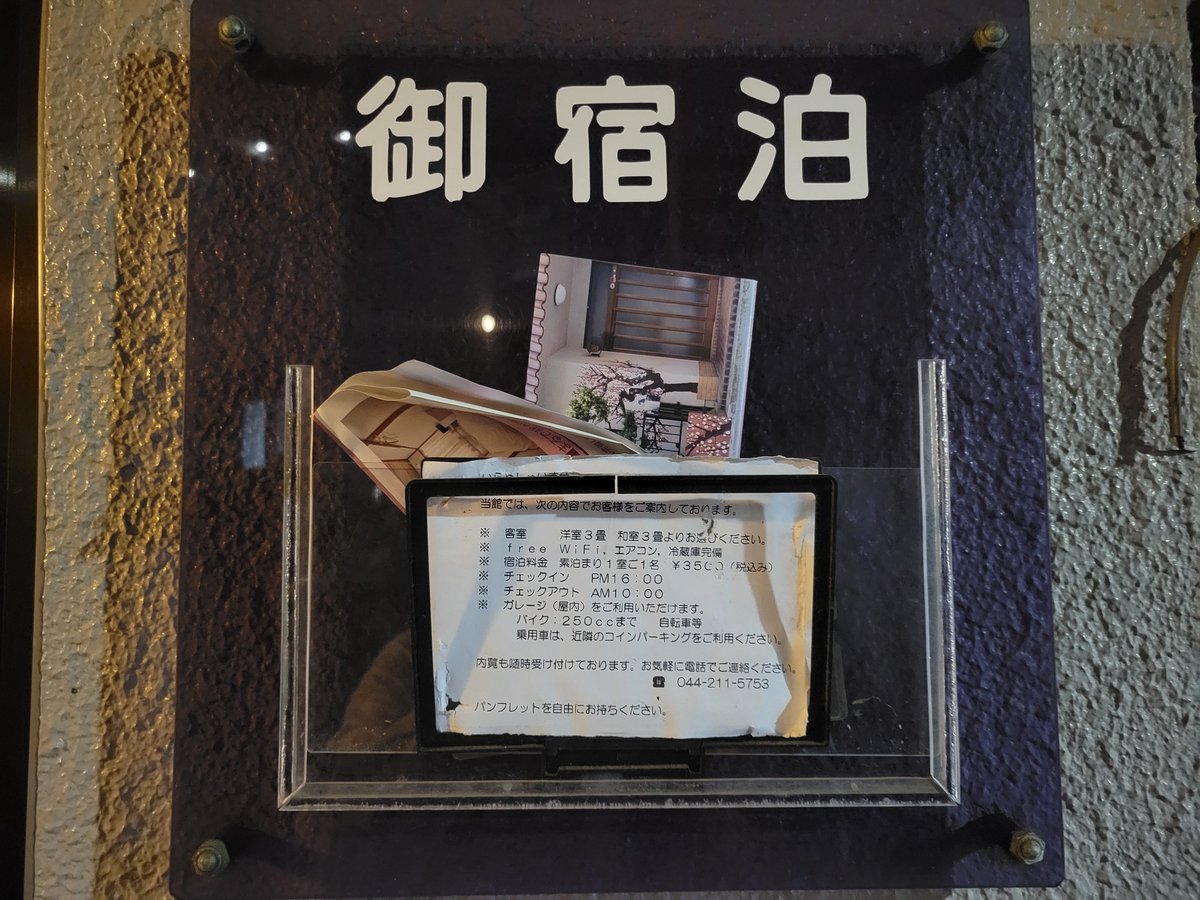 御宿泊
いらっしゃいませ
当館では、次の内容でお客様をご案内しております。
※ 客室 洋室3畳 和室3畳よりお選びください。
※ free WiFi、エアコン、冷蔵庫完備
※ 宿泊料金 素泊まり1室ご1名 ¥3500(税込み)
※ チェックイン PM16:00
※ チェックアウト AM10:00
※ ガレージ(屋内)をご利用いただけます。
バイク:250ccまで 自転車等
乗用車は、近隣のコインパーキングをご利用ください。
内覧も随時受け付けております。お気軽に電話でご連絡ください。
☎ 044-211-5753
パンフレットを自由にお持ちください。